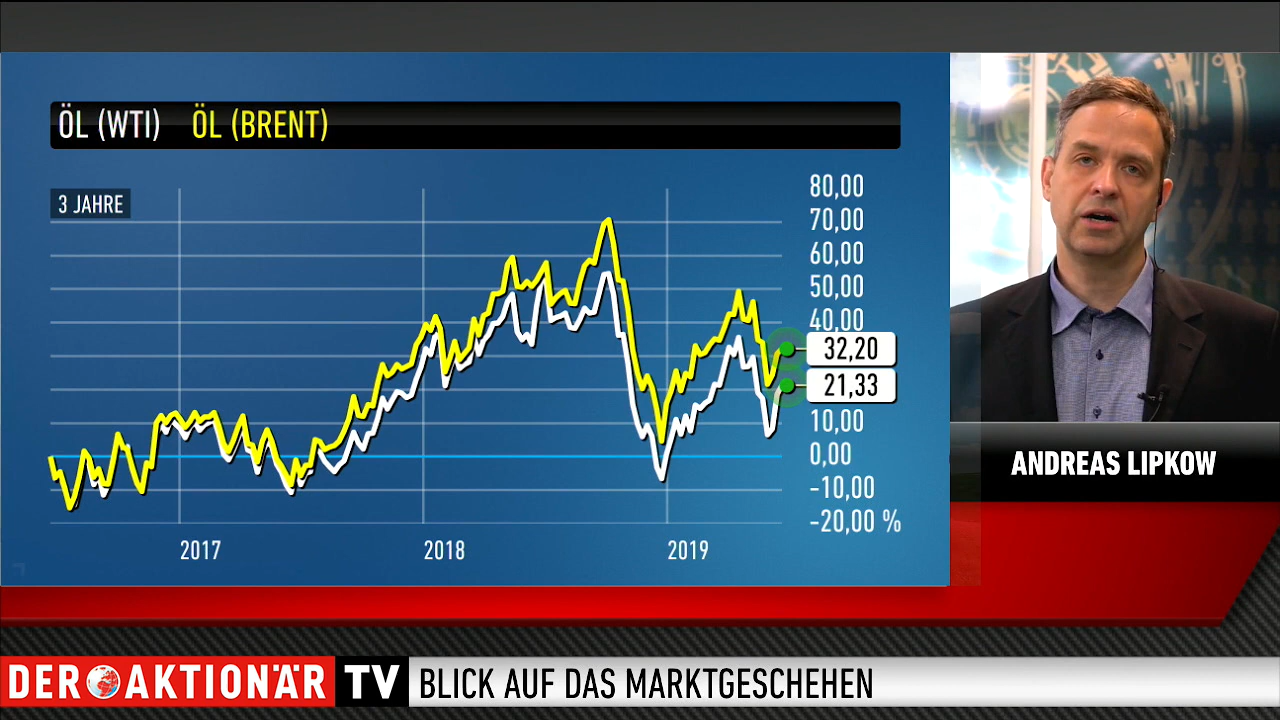 ÖL (WTI) ÖL (BRENT)
3 JAHRE
80,00
70,00
60,00
50,00
40,00
32,20
21,33
10,00
0,00
-10,00
-20,00 %
2017 2018 2019
ANDREAS LIPKOW
DER AKTIONÄR TV
BLICK AUF DAS MARKTGESCHEHEN